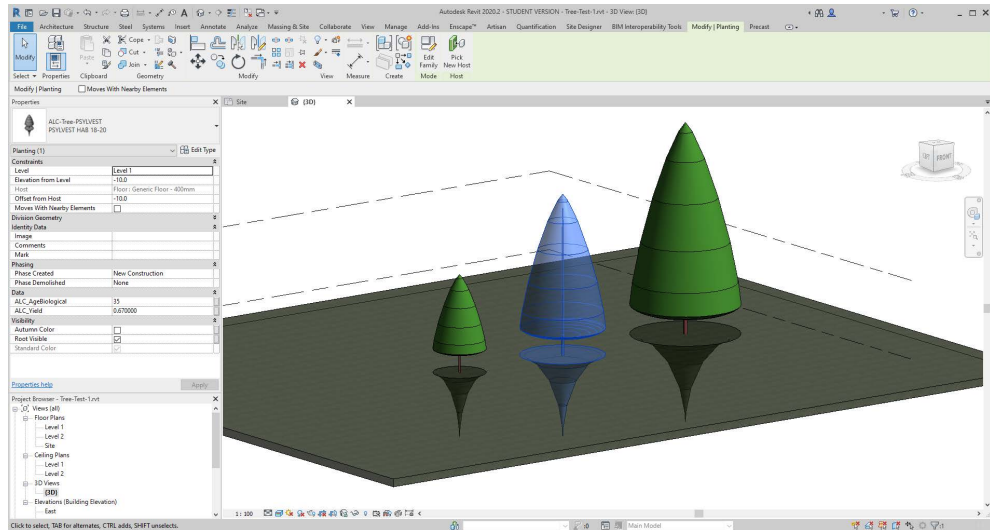 Autodesk Revit 2020.2 - STUDENT VERSION - Tree-Test-1.rvt - 3D View: {3D}
File Architecture Structure Steel Systems Insert Annotate Analyze Massing & Site Collaborate View Manage Add-Ins Enscape™ Artisan Quantification Site Designer BIM Interoperability Tools Modify | Planting Precast
Modify
Paste
Cope
Cut
Join
Edit Family
Pick New Host
Select Properties Clipboard Geometry Modify View Measure Create Mode Host
Modify | Planting Moves With Nearby Elements
Properties
Site
{3D}
ALC-Tree-PSYLVEST
PSYLVEST HAB 18-20
Planting (1) Edit Type
Constraints
Level Level 1
Elevation from Level -10.0
Host Floor : Generic Floor - 400mm
Offset from Host -10.0
Moves With Nearby Elements
Division Geometry
Identity Data
Image
Comments
Mark
Phasing
Phase Created New Construction
Phase Demolished None
Data
ALC_AgeBiological 35
ALC_Yield 0.670000
Visibility
Autumn Color
Root Visible
Standard Color
Properties help Apply
Project Browser - Tree-Test-1.rvt
Views (all)
Floor Plans
Level 1
Level 2
Site
Ceiling Plans
Level 1
Level 2
3D Views
{3D}
Elevations (Building Elevation)
East
FRONT
1 : 100
Click to select, TAB for alternates, CTRL adds, SHIFT unselects.
:0
Main Model
:1